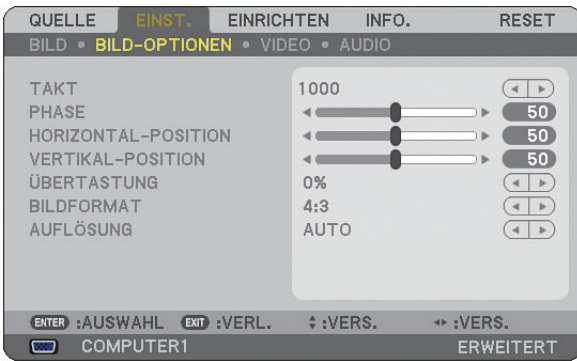 QUELLE EINST. EINRICHTEN INFO. RESET
BILD • BILD-OPTIONEN • VIDEO • AUDIO
TAKT 1000
PHASE 50
HORIZONTAL-POSITION 50
VERTIKAL-POSITION 50
ÜBERTASTUNG 0%
BILDFORMAT 4:3
AUFLÖSUNG AUTO
ENTER :AUSWAHL EXIT :VERL. :VERS. :VERS.
COMPUTER1 ERWEITERT